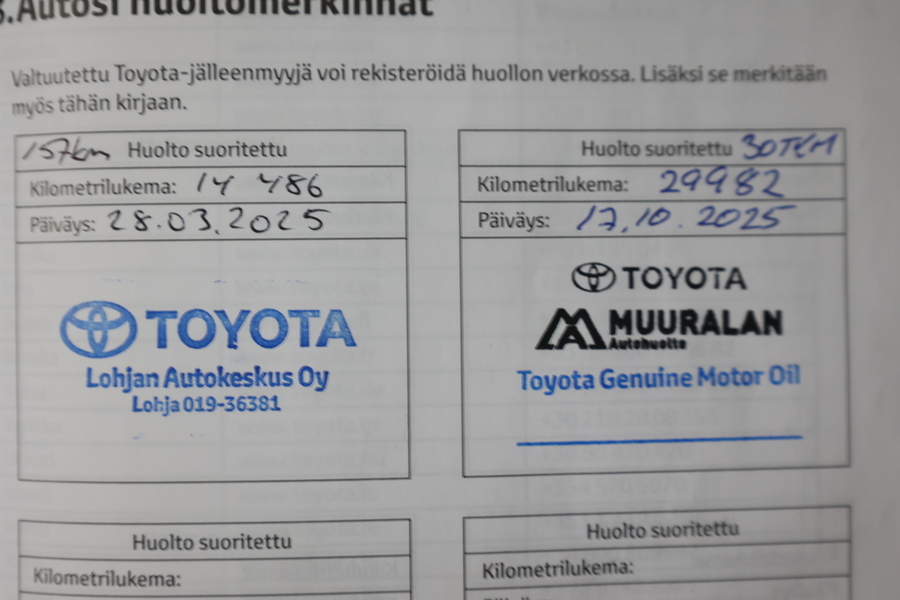 .Autosi huoltomerkinnät
Valtuutettu Toyota-jälleenmyyjä voi rekisteröidä huollon verkossa. Lisäksi se merkitään
myös tähän kirjaan.
Huolto suoritettu
Kilometrilukema: 14 486
Päiväys: 28.03.2025
TOYOTA
Lohjan Autokeskus Oy
Lohja 019-36381
Huolto suoritettu 30TKM
Kilometrilukema: 29982
Päiväys: 17.10.2025
TOYOTA
MUURALAN
Autohuolto
Toyota Genuine Motor Oil
Huolto suoritettu
Kilometrilukema:
Huolto suoritettu
Kilometrilukema: